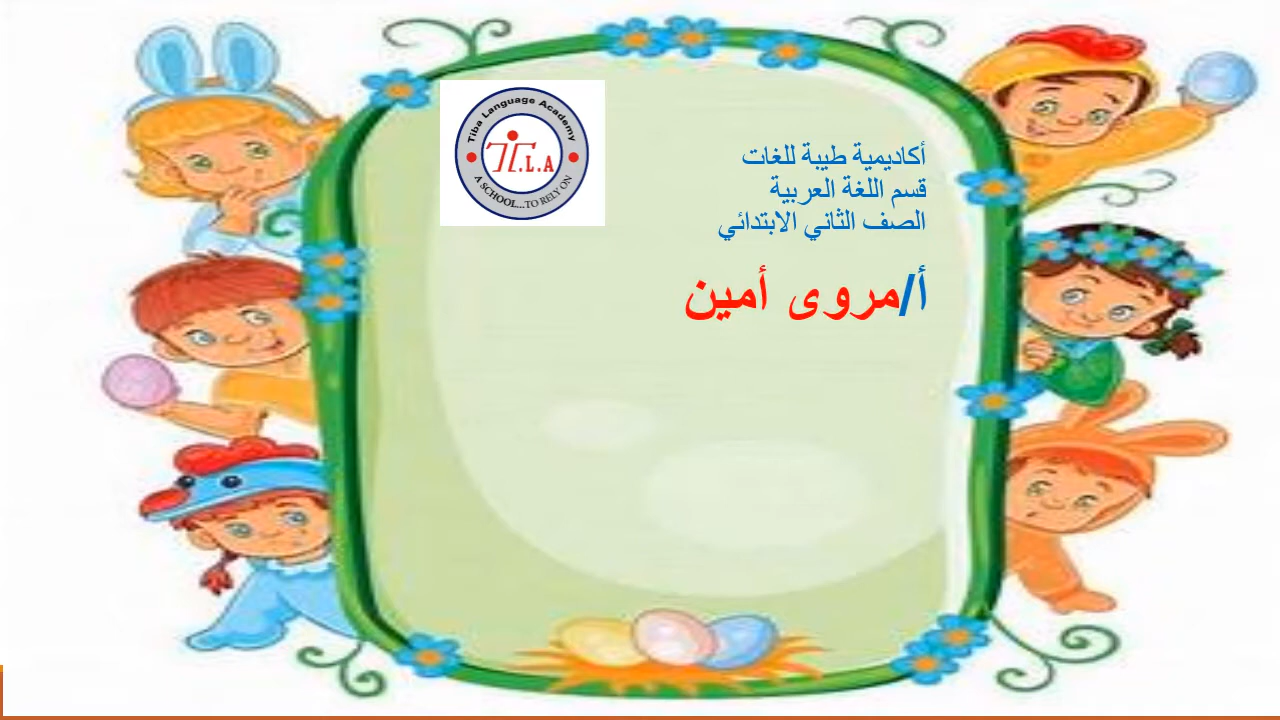 Tiba Language Academy
T.L.A
A SCHOOL...TO RELY ON
أكاديمية طيبة للغات
قسم اللغة العربية
الصف الثاني الابتدائي
أ/مروى أمين